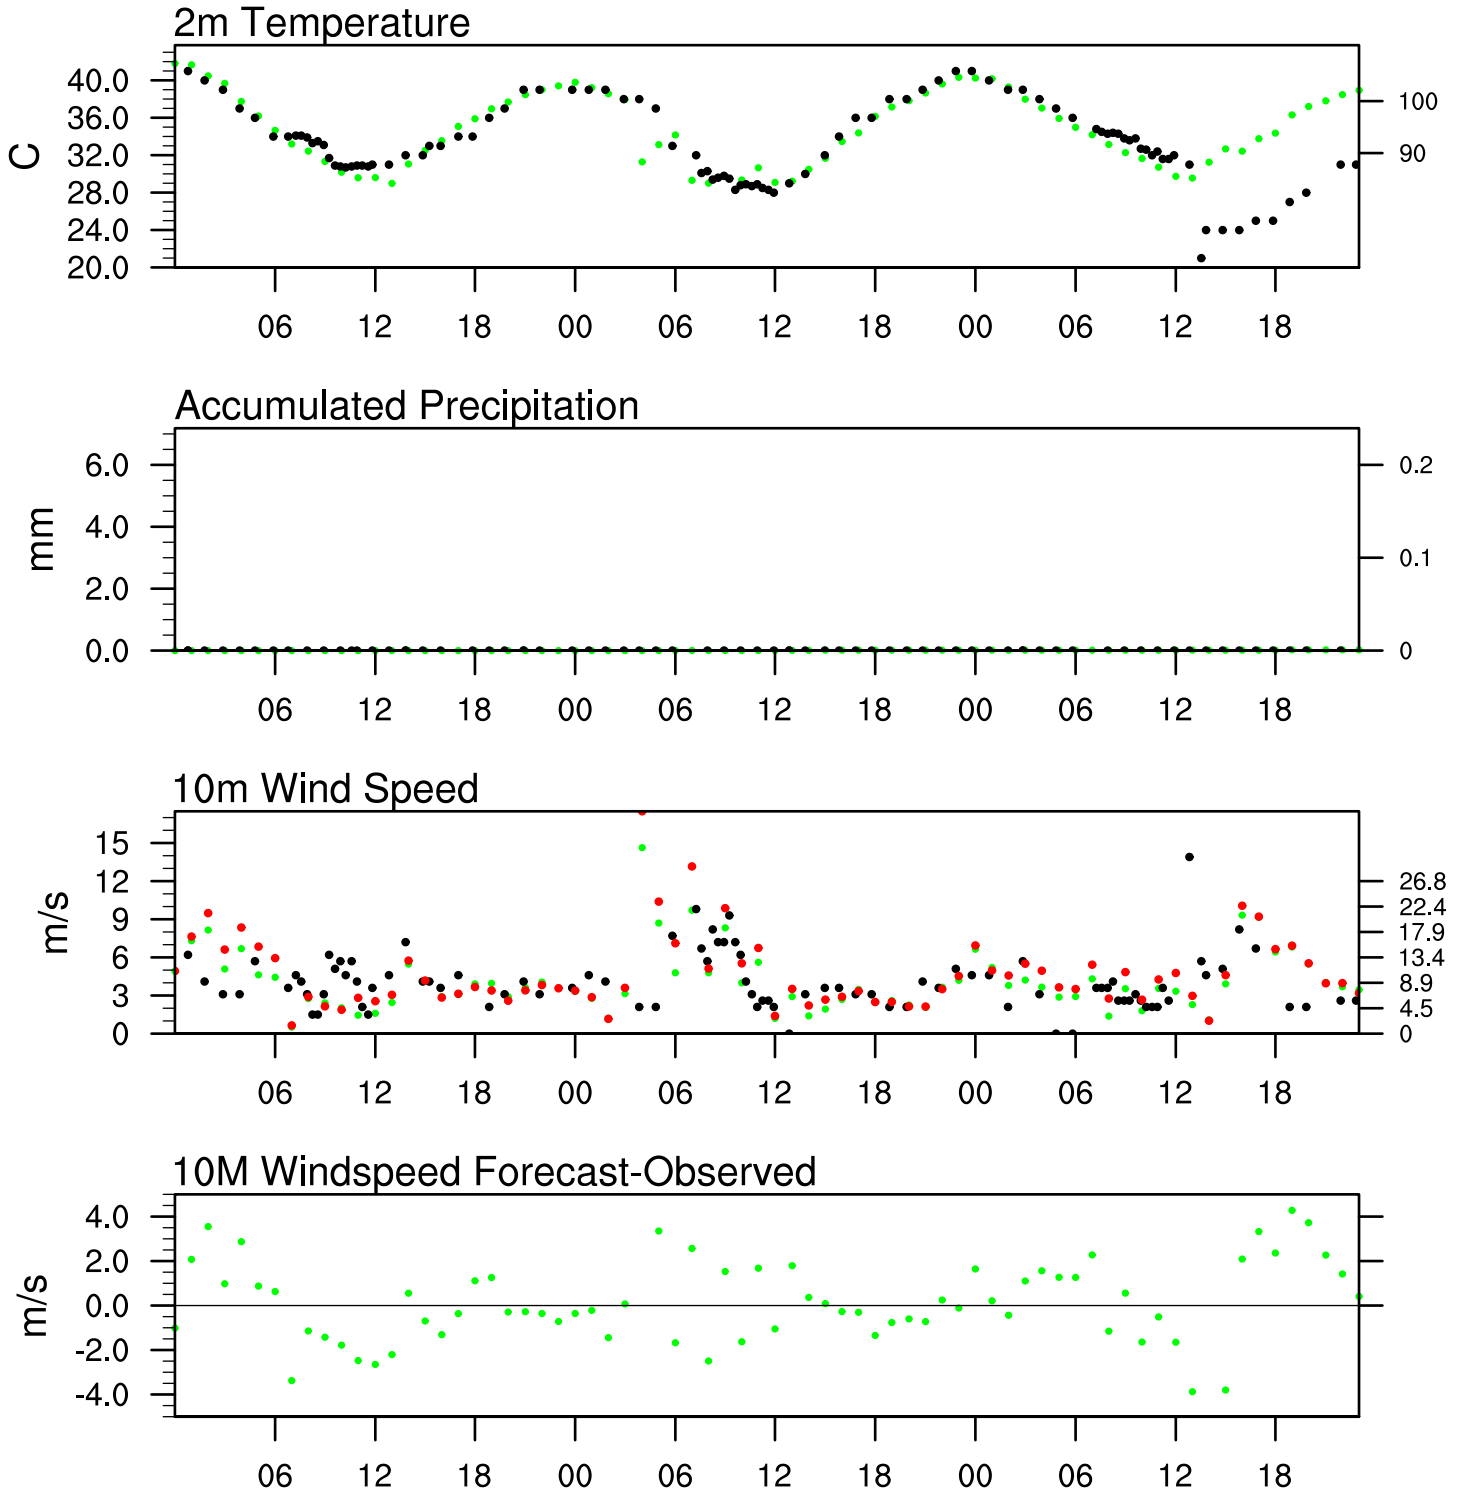 2m Temperature
C
40.0
36.0
32.0
28.0
24.0
20.0
100
90
06 12 18 00 06 12 18 00 06 12 18
Accumulated Precipitation
mm
6.0
4.0
2.0
0.0
0.2
0.1
0
06 12 18 00 06 12 18 00 06 12 18
10m Wind Speed
m/s
15
12
9
6
3
0
26.8
22.4
17.9
13.4
8.9
4.5
0
06 12 18 00 06 12 18 00 06 12 18
10M Windspeed Forecast-Observed
m/s
4.0
2.0
0.0
-2.0
-4.0
06 12 18 00 06 12 18 00 06 12 18